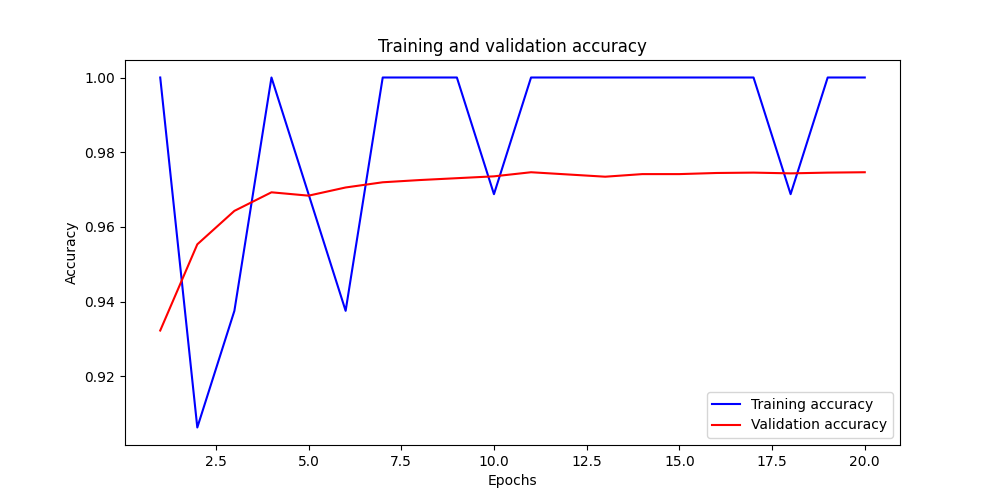 Training and validation accuracy
1.00
0.98
0.96
0.94
0.92
Accuracy
2.5 5.0 7.5 10.0 12.5 15.0 17.5 20.0
Epochs
Training accuracy
Validation accuracy